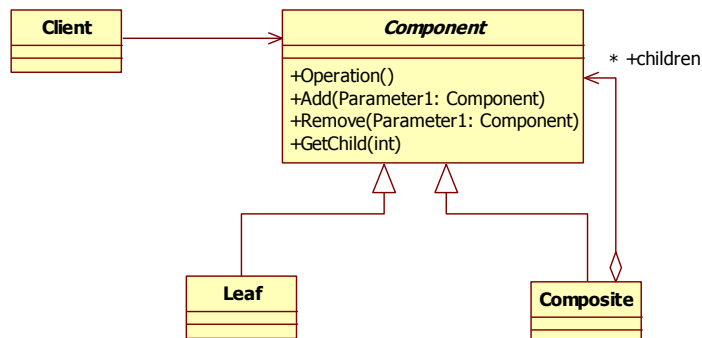 Client
Component
* +children
+Operation()
+Add(Parameter1: Component)
+Remove(Parameter1: Component)
+GetChild(int)
Leaf
Composite